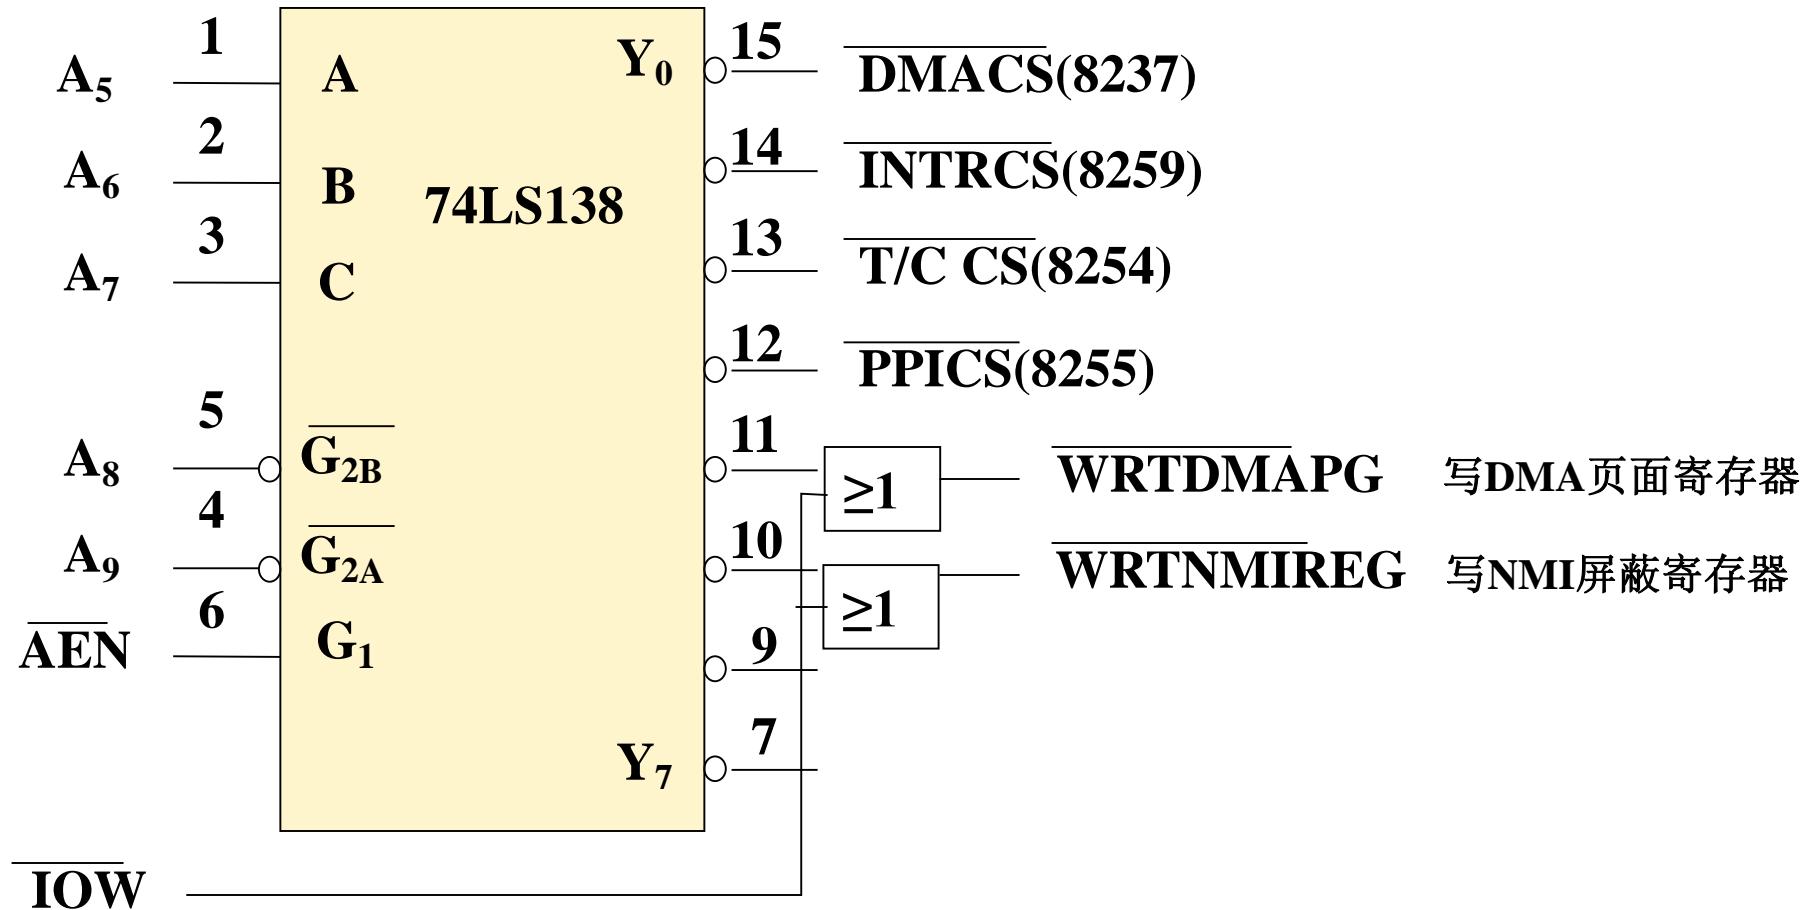 1
A₅
A
Y₀
15
DMACS(8237)
2
A₆
B
14
INTRCS(8259)
74LS138
3
A₇
C
13
T/C CS(8254)
12
PPICS(8255)
5
A₈
G₂B
11
≥1
WRTDMAPG 写DMA页面寄存器
4
A₉
G₂A
10
≥1
WRTNMIREG 写NMI屏蔽寄存器
6
AEN
G₁
9
Y₇
7
IOW